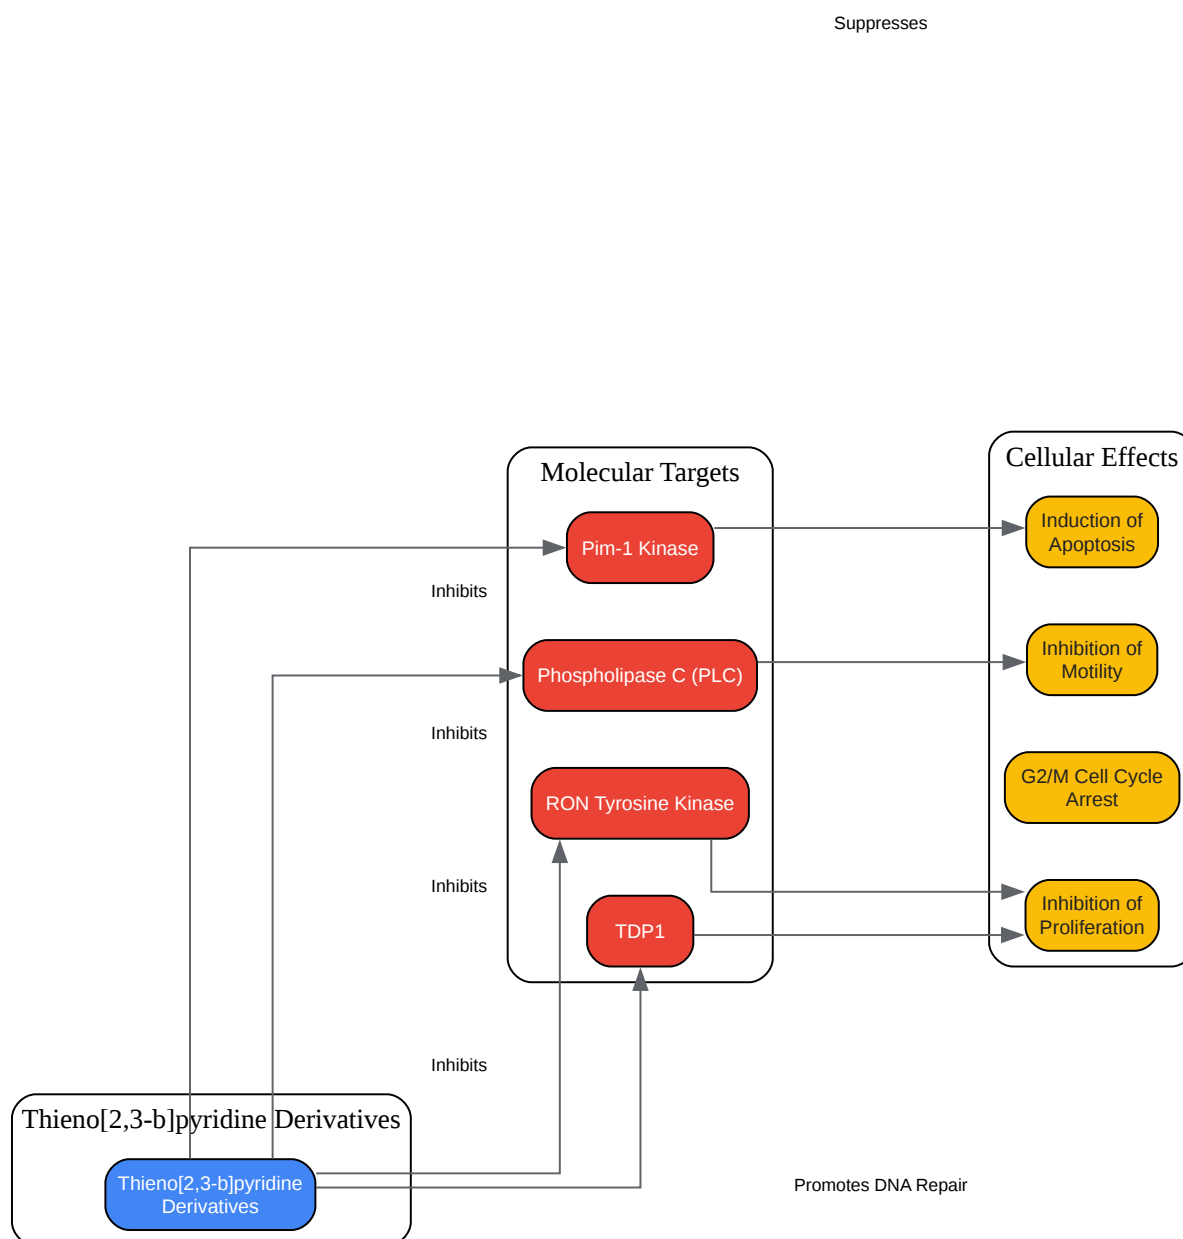 Suppresses
Cellular Effects
Molecular Targets
Induction of
Apoptosis
Pim-1 Kinase
Inhibits
Inhibition of
Motility
Phospholipase C (PLC)
Inhibits
G2/M Cell Cycle
Arrest
RON Tyrosine Kinase
Inhibits
Inhibition of
Proliferation
TDP1
Inhibits
Thieno[2,3-b]pyridine Derivatives
Thieno[2,3-b]pyridine
Derivatives
Promotes DNA Repair